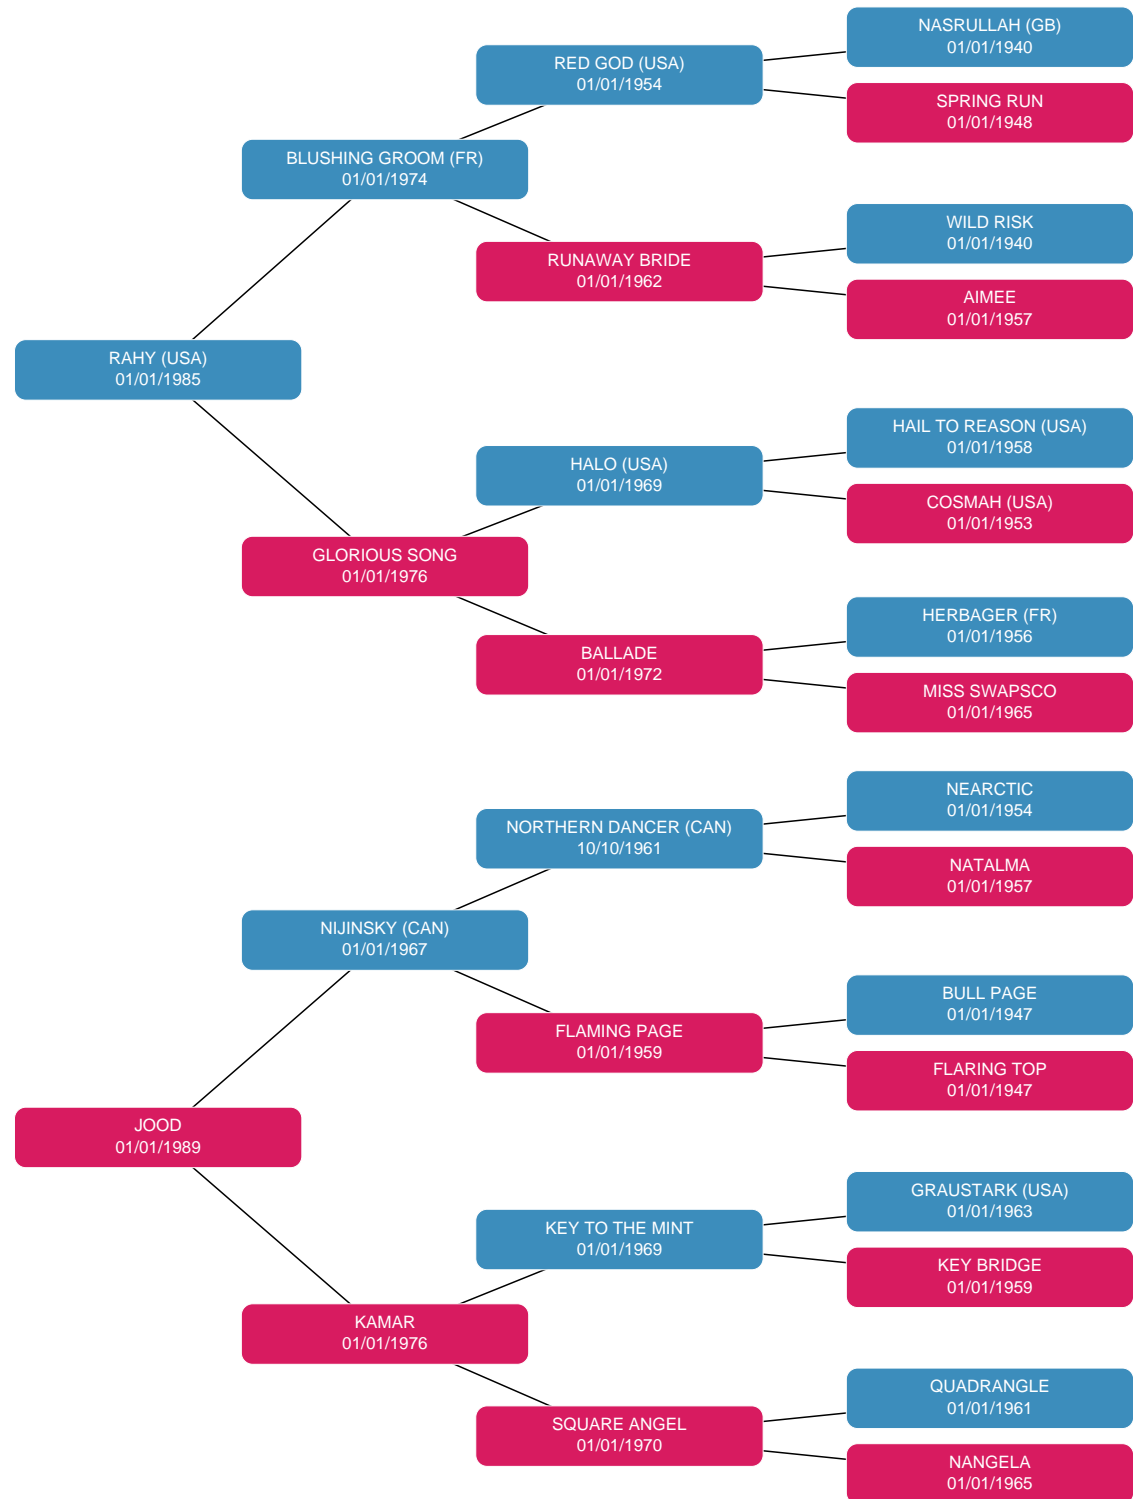 NASRULLAH (GB)
01/01/1940
RED GOD (USA)
01/01/1954
SPRING RUN
01/01/1948
BLUSHING GROOM (FR)
01/01/1974
WILD RISK
01/01/1940
RUNAWAY BRIDE
01/01/1962
AIMEE
01/01/1957
RAHY (USA)
01/01/1985
HAIL TO REASON (USA)
01/01/1958
HALO (USA)
01/01/1969
COSMAH (USA)
01/01/1953
GLORIOUS SONG
01/01/1976
HERBAGER (FR)
01/01/1956
BALLADE
01/01/1972
MISS SWAPSCO
01/01/1965
NEARCTIC
01/01/1954
NORTHERN DANCER (CAN)
10/10/1961
NATALMA
01/01/1957
NIJINSKY (CAN)
01/01/1967
BULL PAGE
01/01/1947
FLAMING PAGE
01/01/1959
FLARING TOP
01/01/1947
JOOD
01/01/1989
GRAUSTARK (USA)
01/01/1963
KEY TO THE MINT
01/01/1969
KEY BRIDGE
01/01/1959
KAMAR
01/01/1976
QUADRANGLE
01/01/1961
SQUARE ANGEL
01/01/1970
NANGELA
01/01/1965